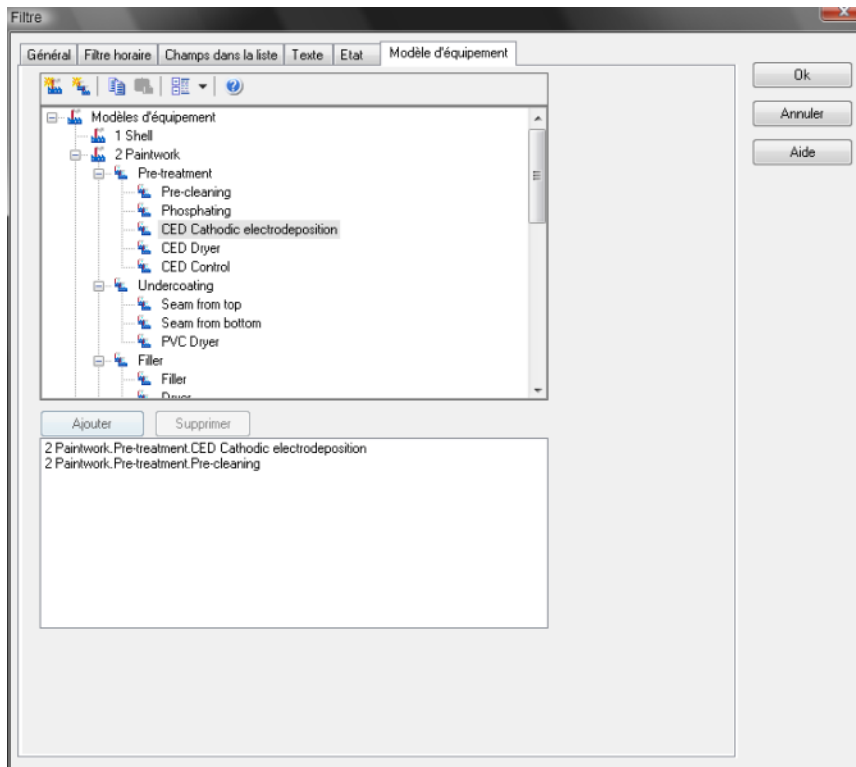 Filtre
Général Filtre horaire Champs dans la liste Texte Etat Modèle d'équipement
Ok
Annuler
Aide
Modèles d'équipement
1 Shell
2 Paintwork
Pre-treatment
Pre-cleaning
Phosphating
CED Cathodic electrodeposition
CED Dryer
CED Control
Undercoating
Seam from top
Seam from bottom
PVC Dryer
Filler
Filler
Dryer
Ajouter Supprimer
2 Paintwork.Pre-treatment.CED Cathodic electrodeposition
2 Paintwork.Pre-treatment.Pre-cleaning